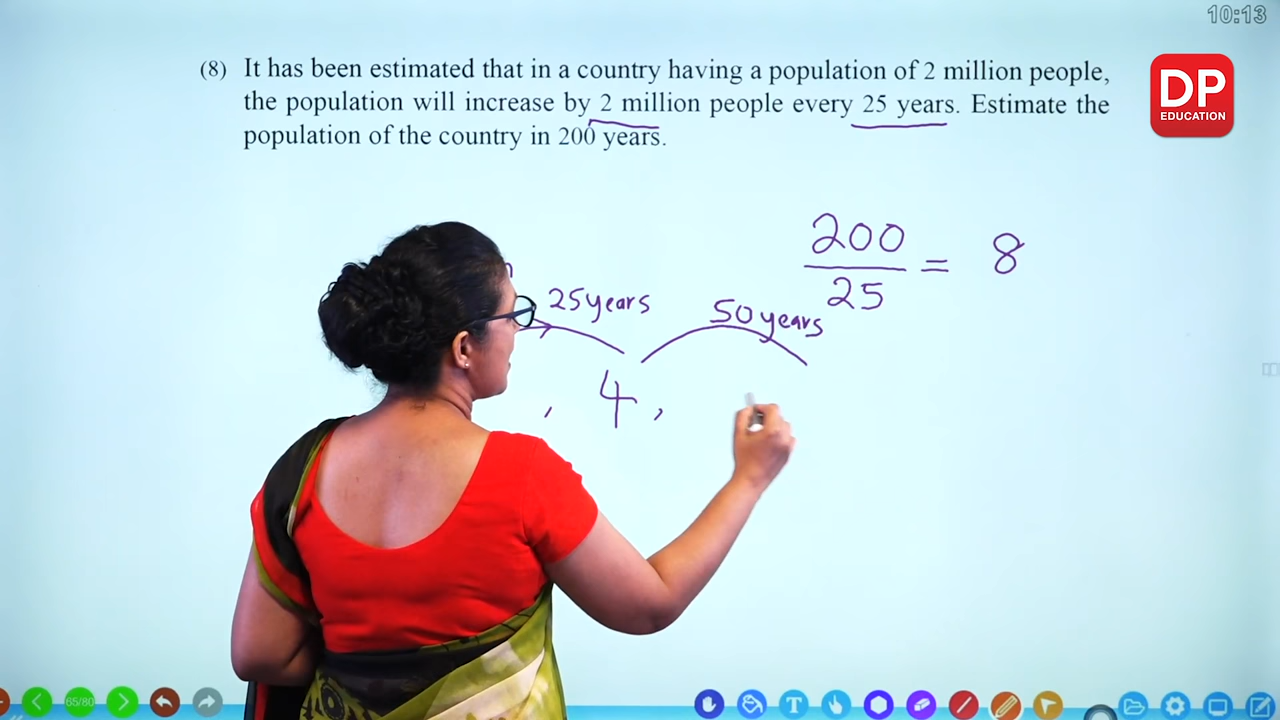 10:13
(8) It has been estimated that in a country having a population of 2 million people,
the population will increase by 2 million people every 25 years. Estimate the
population of the country in 200 years.
DP
EDUCATION
200
25 = 8
25years
50years
, 4,
65/80
T